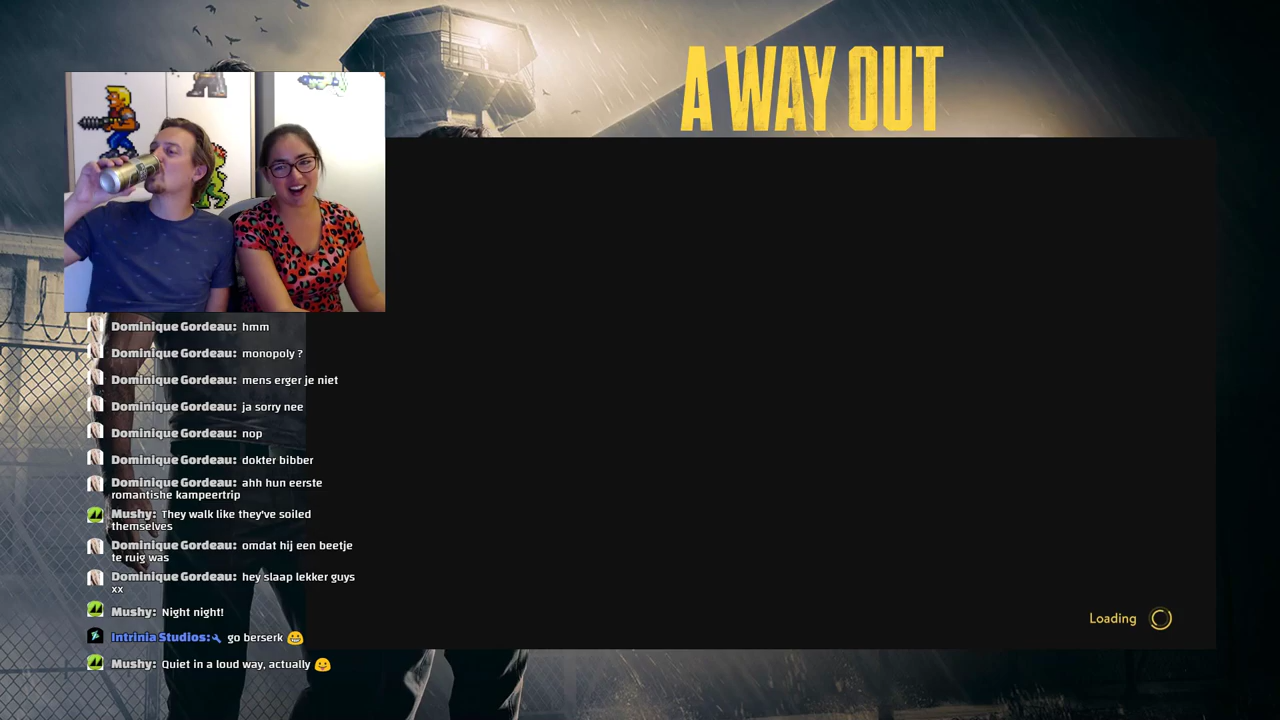 A WAY OUT
Dominique Gordeau: hmm
Dominique Gordeau: monopoly ?
Dominique Gordeau: mens erger je niet
Dominique Gordeau: ja sorry nee
Dominique Gordeau: nop
Dominique Gordeau: dokter bibber
Dominique Gordeau: ahh hun eerste
romantishe kampeertrip
Mushy: They walk like they've soiled
themselves
Dominique Gordeau: omdat hij een beetje
te ruig was
Dominique Gordeau: hey slaap lekker guys
xx
Mushy: Night night!
Intrinia Studios: go berserk 😀
Mushy: Quiet in a loud way, actually 😛
Loading